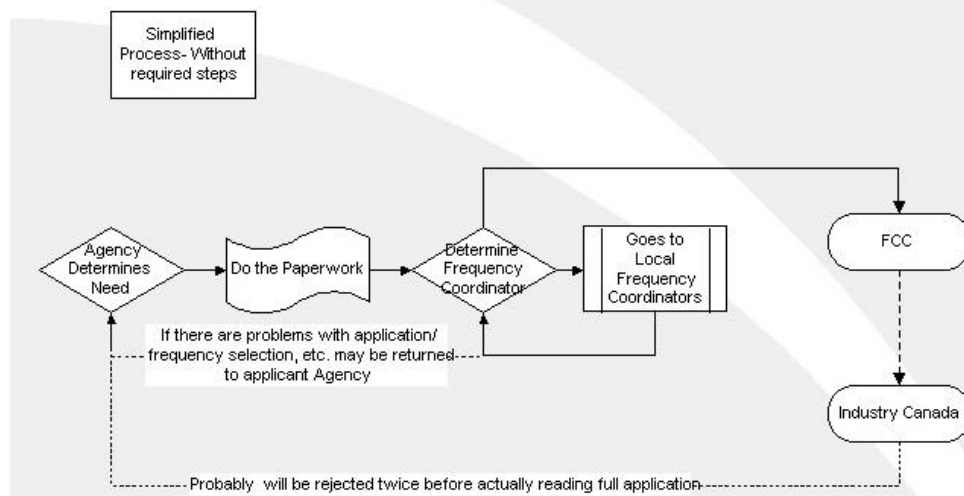 Simplified
Process- Without
required steps
Agency
Determines
Need
Do the Paperwork
Determine
Frequency
Coordinator
Goes to
Local
Frequency
Coordinators
FCC
If there are problems with application/
frequency selection, etc. may be returned
to applicant Agency
Industry Canada
Probably will be rejected twice before actually reading full application